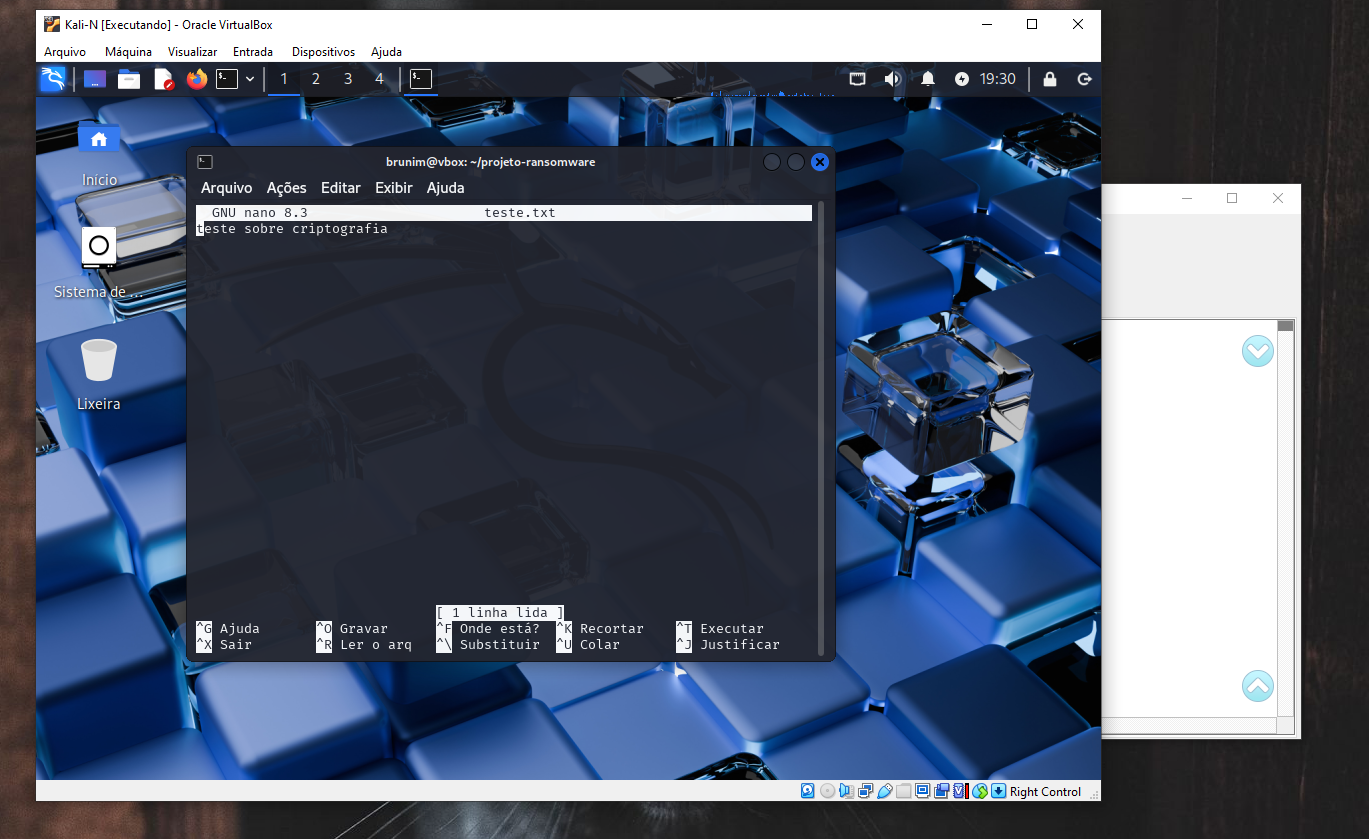 Kali-N [Executando] - Oracle VirtualBox
Arquivo Máquina Visualizar Entrada Dispositivos Ajuda
1 2 3 4 19:30
Início
Sistema de ...
Lixeira
brunim@vbox: ~/projeto-ransomware
Arquivo Ações Editar Exibir Ajuda
GNU nano 8.3 teste.txt
teste sobre criptografia
[ 1 linha lida ]
^G Ajuda ^O Gravar ^F Onde está? ^K Recortar ^T Executar
^X Sair ^R Ler o arq ^\ Substituir ^U Colar ^J Justificar
Right Control